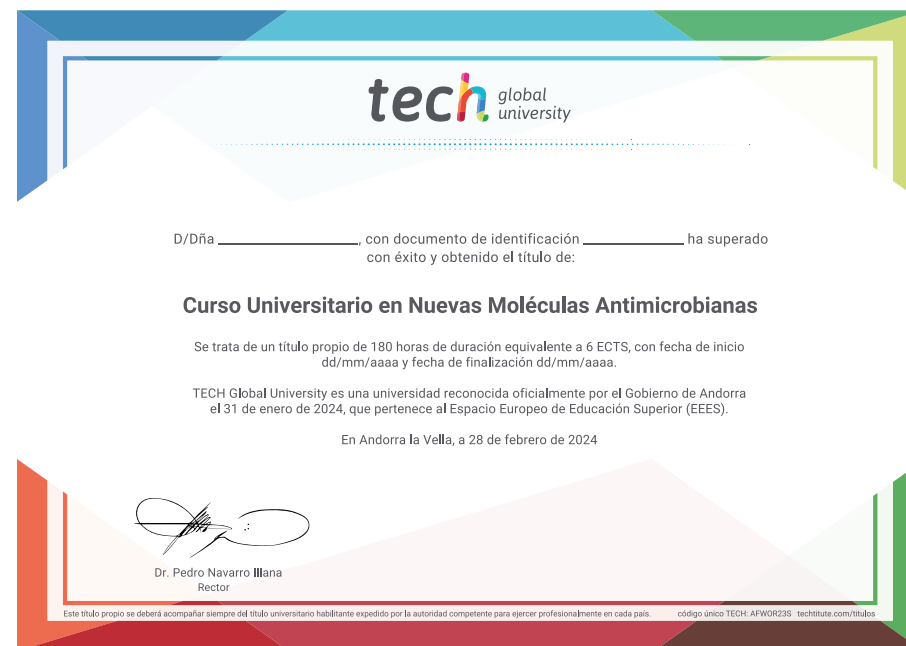 tech global university
D/Dña ____________________, con documento de identificación ______________ ha superado
con éxito y obtenido el título de:
Curso Universitario en Nuevas Moléculas Antimicrobianas
Se trata de un título propio de 180 horas de duración equivalente a 6 ECTS, con fecha de inicio
dd/mm/aaaa y fecha de finalización dd/mm/aaaa.
TECH Global University es una universidad reconocida oficialmente por el Gobierno de Andorra
el 31 de enero de 2024, que pertenece al Espacio Europeo de Educación Superior (EEES).
En Andorra la Vella, a 28 de febrero de 2024
Dr. Pedro Navarro Illana
Rector
Este título propio se deberá acompañar siempre del título universitario habilitante expedido por la autoridad competente para ejercer profesionalmente en cada país. código único TECH: AFWOR23S techtitute.com/titulos